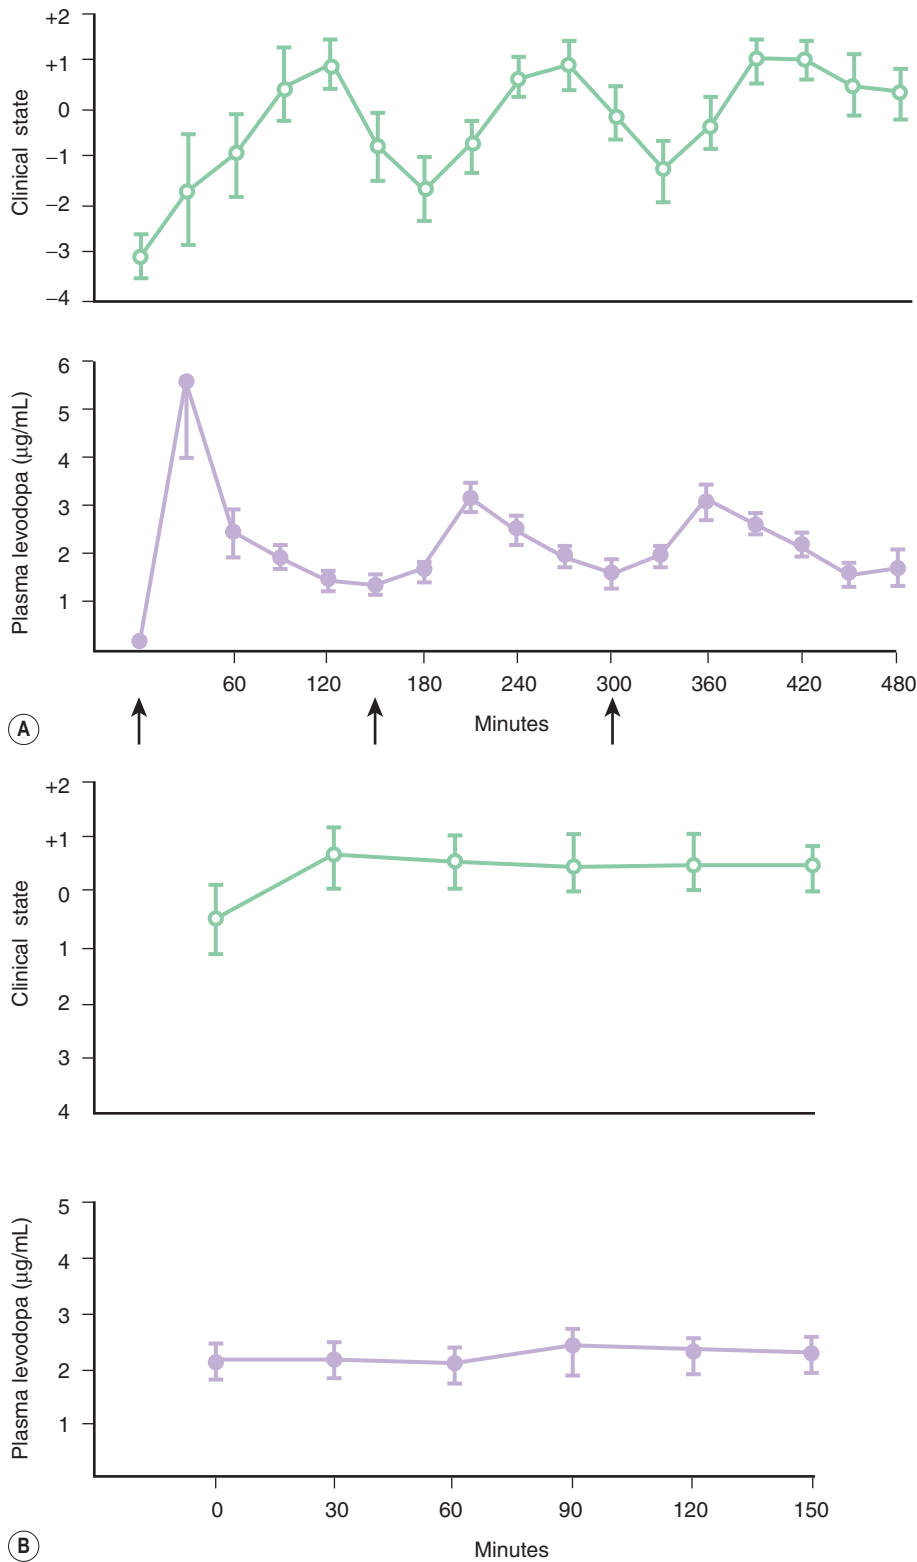 +2
+1
0
−1
−2
−3
−4
Clinical state
6
5
4
3
2
1
Plasma levodopa (μg/mL)
60 120 180 240 300 360 420 480
Minutes
A
+2
+1
0
1
2
3
4
Clinical state
5
4
3
2
1
Plasma levodopa (μg/mL)
0 30 60 90 120 150
Minutes
B